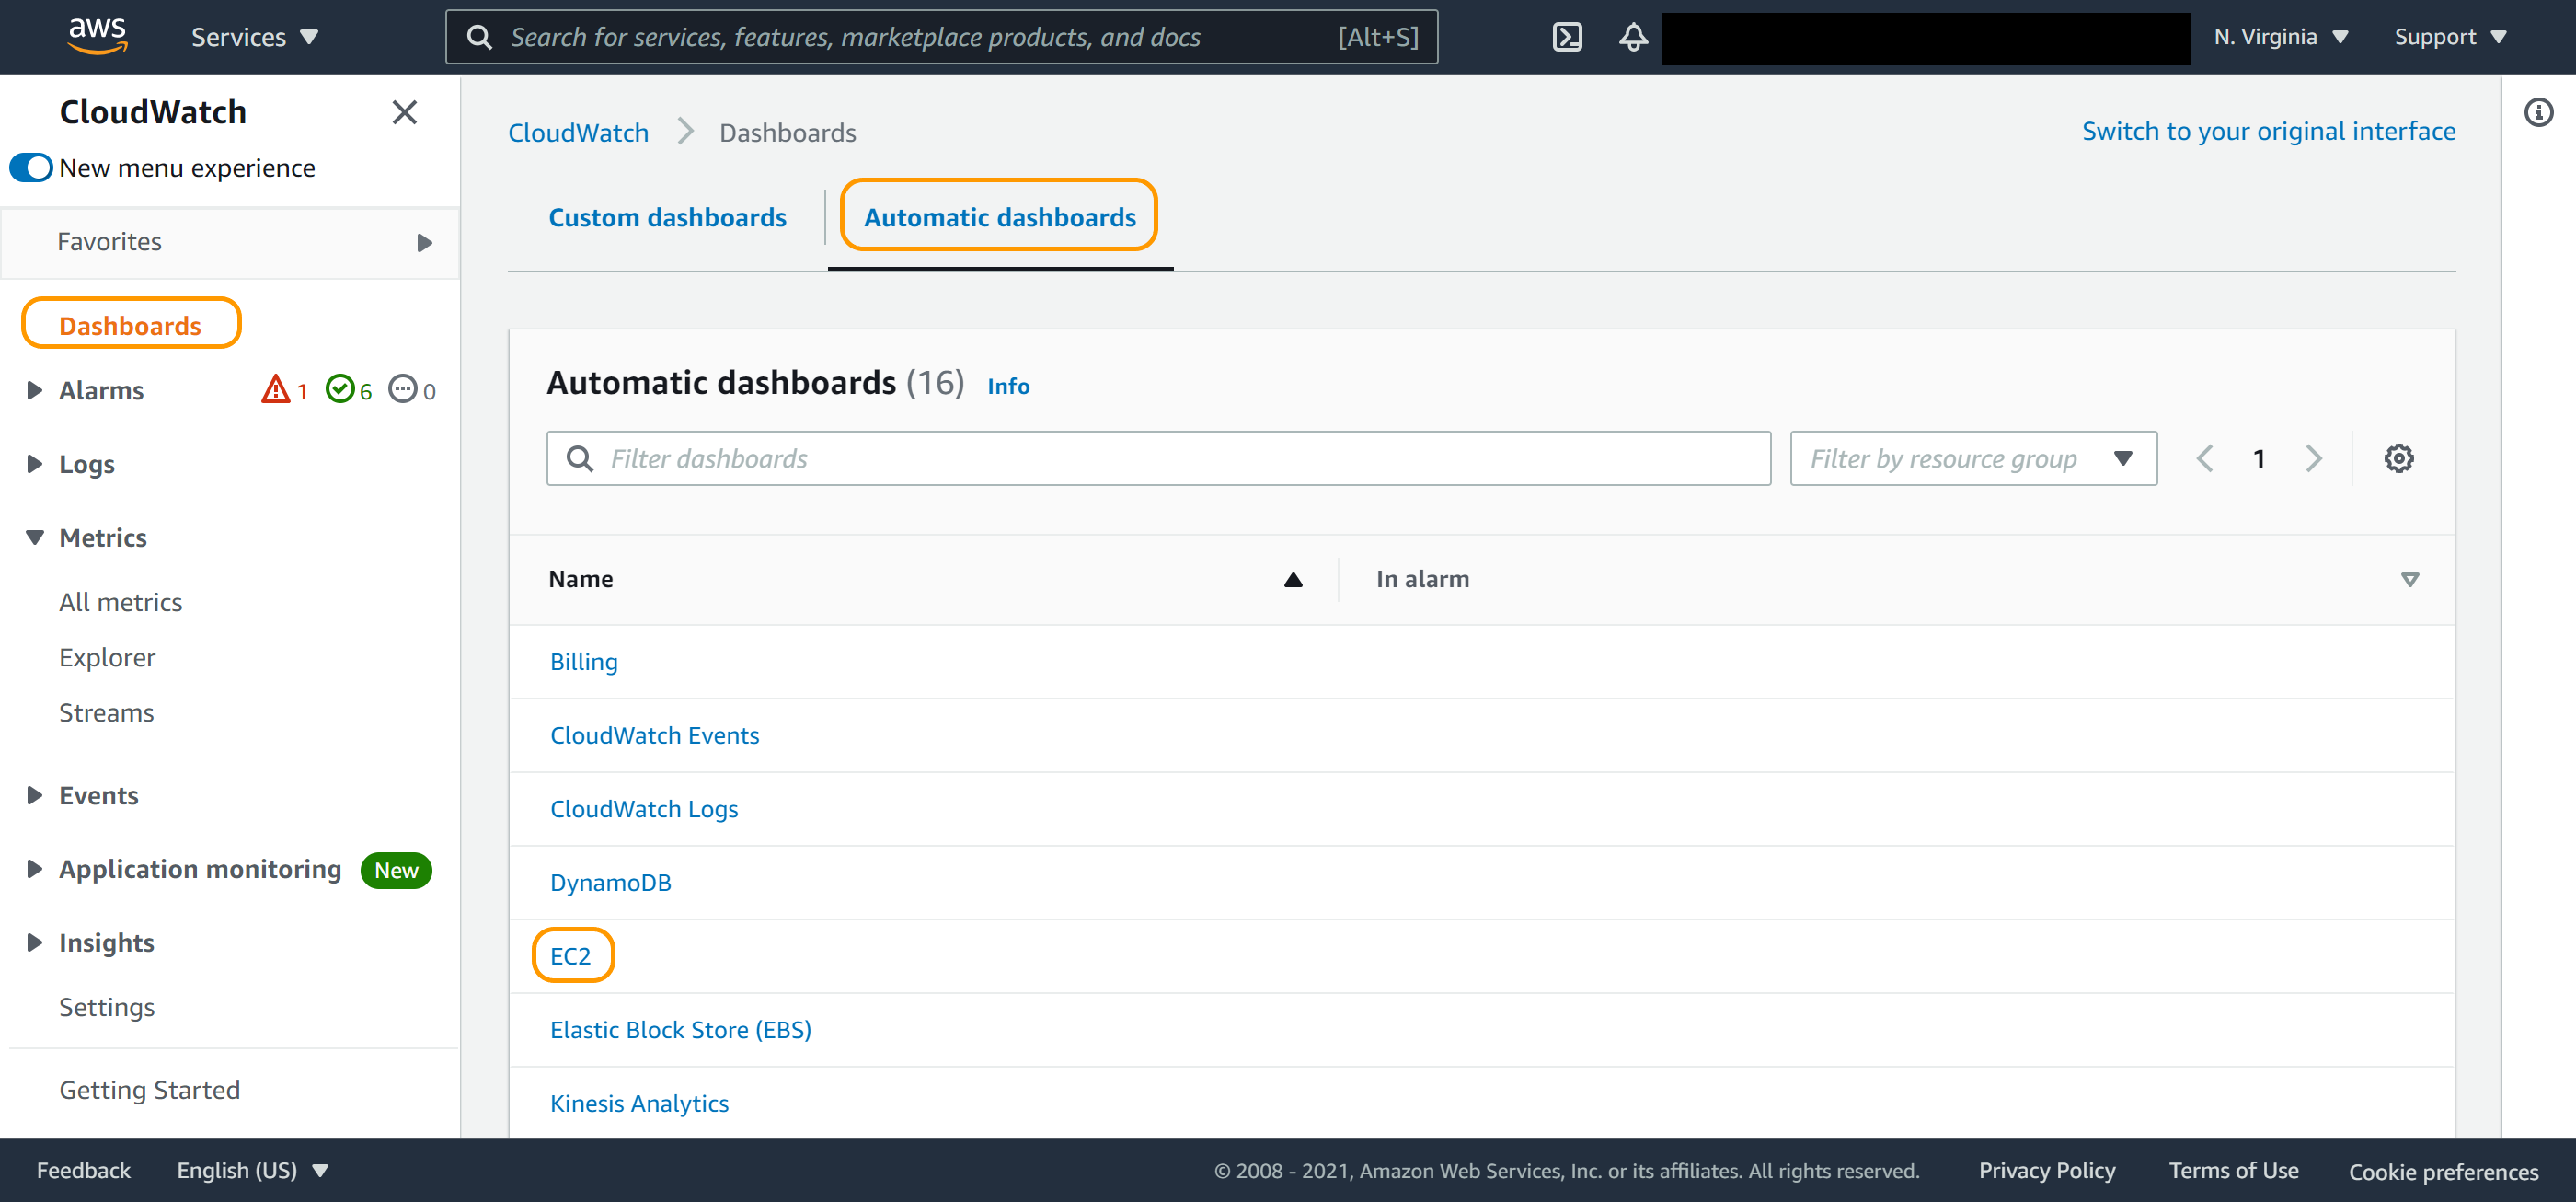 aws Services Search for services, features, marketplace products, and docs [Alt+S] N. Virginia Support
CloudWatch
New menu experience
Favorites
Dashboards
Alarms 1 6 0
Logs
Metrics
All metrics
Explorer
Streams
Events
Application monitoring New
Insights
Settings
Getting Started
CloudWatch Dashboards
Switch to your original interface
Custom dashboards Automatic dashboards
Automatic dashboards (16) Info
Filter dashboards Filter by resource group 1
Name In alarm
Billing
CloudWatch Events
CloudWatch Logs
DynamoDB
EC2
Elastic Block Store (EBS)
Kinesis Analytics
Feedback English (US) © 2008 - 2021, Amazon Web Services, Inc. or its affiliates. All rights reserved. Privacy Policy Terms of Use Cookie preferences